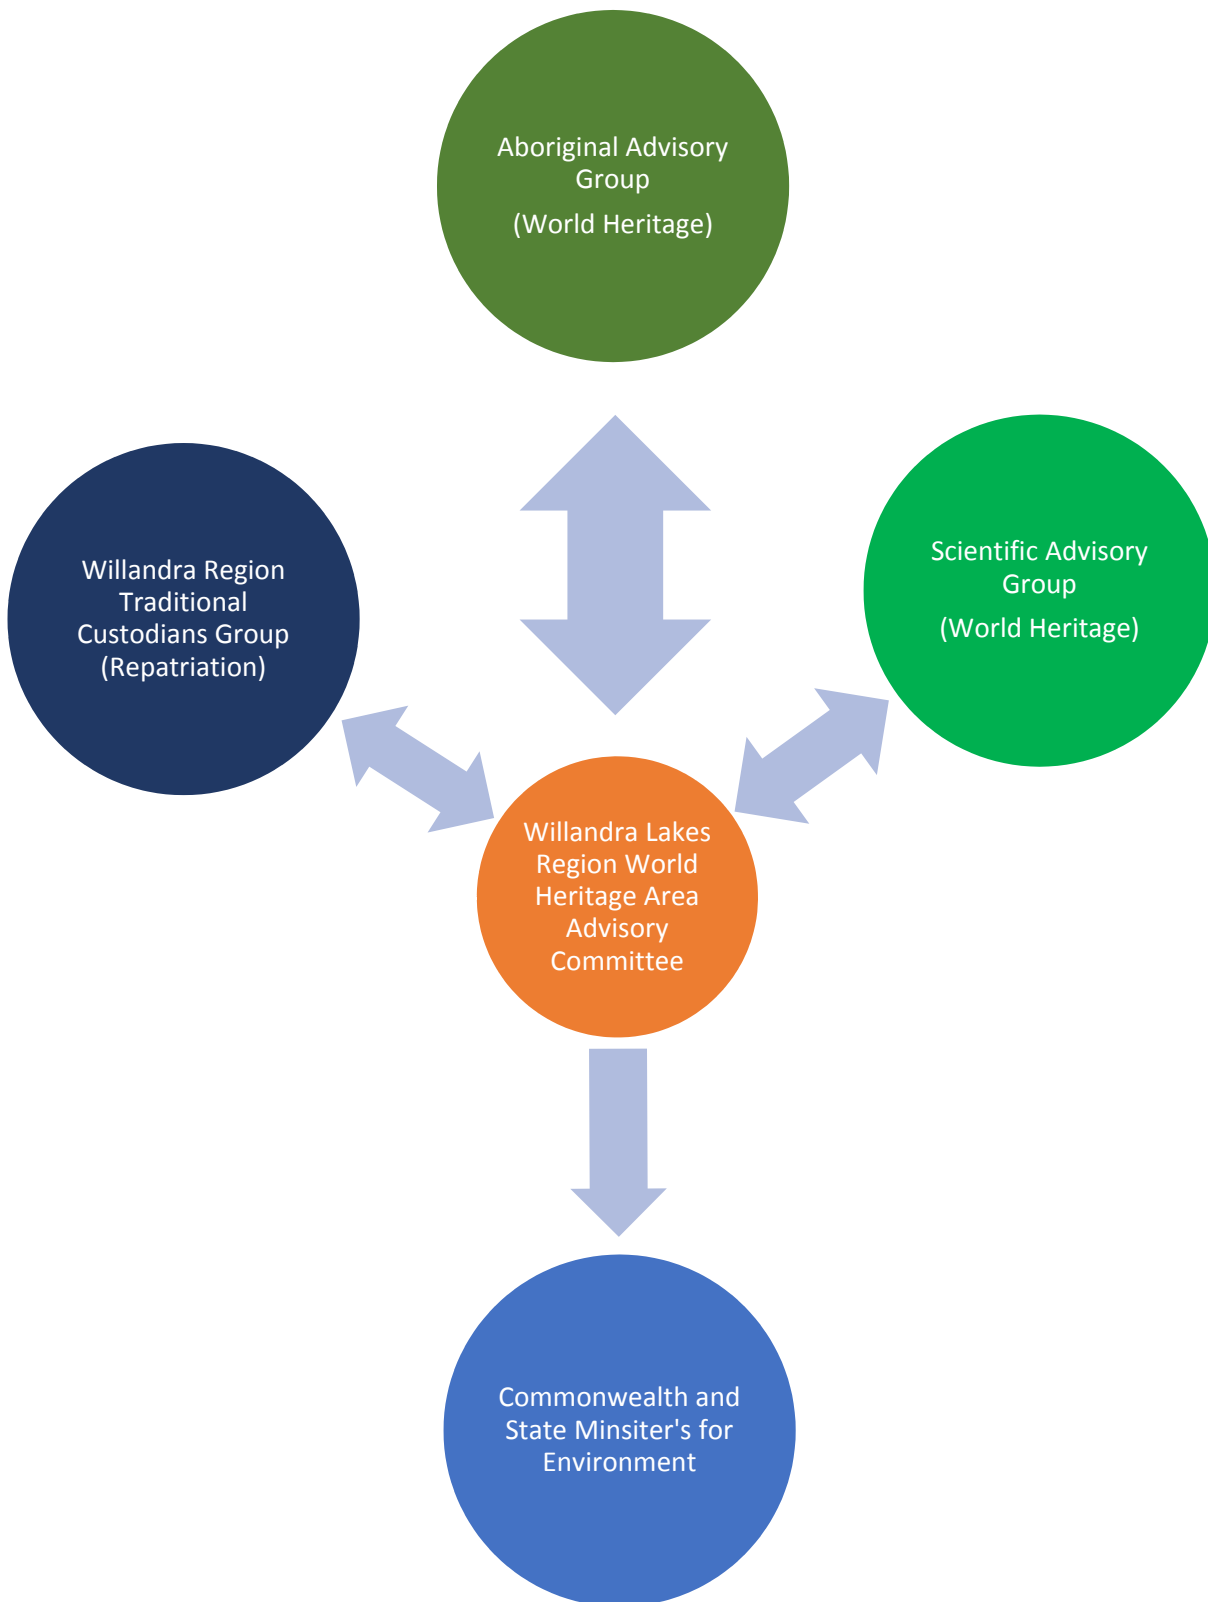 Aboriginal Advisory
Group
(World Heritage)
Willandra Region
Traditional
Custodians Group
(Repatriation)
Scientific Advisory
Group
(World Heritage)
Willandra Lakes
Region World
Heritage Area
Advisory
Committee
Commonwealth and
State Minsiter's for
Environment